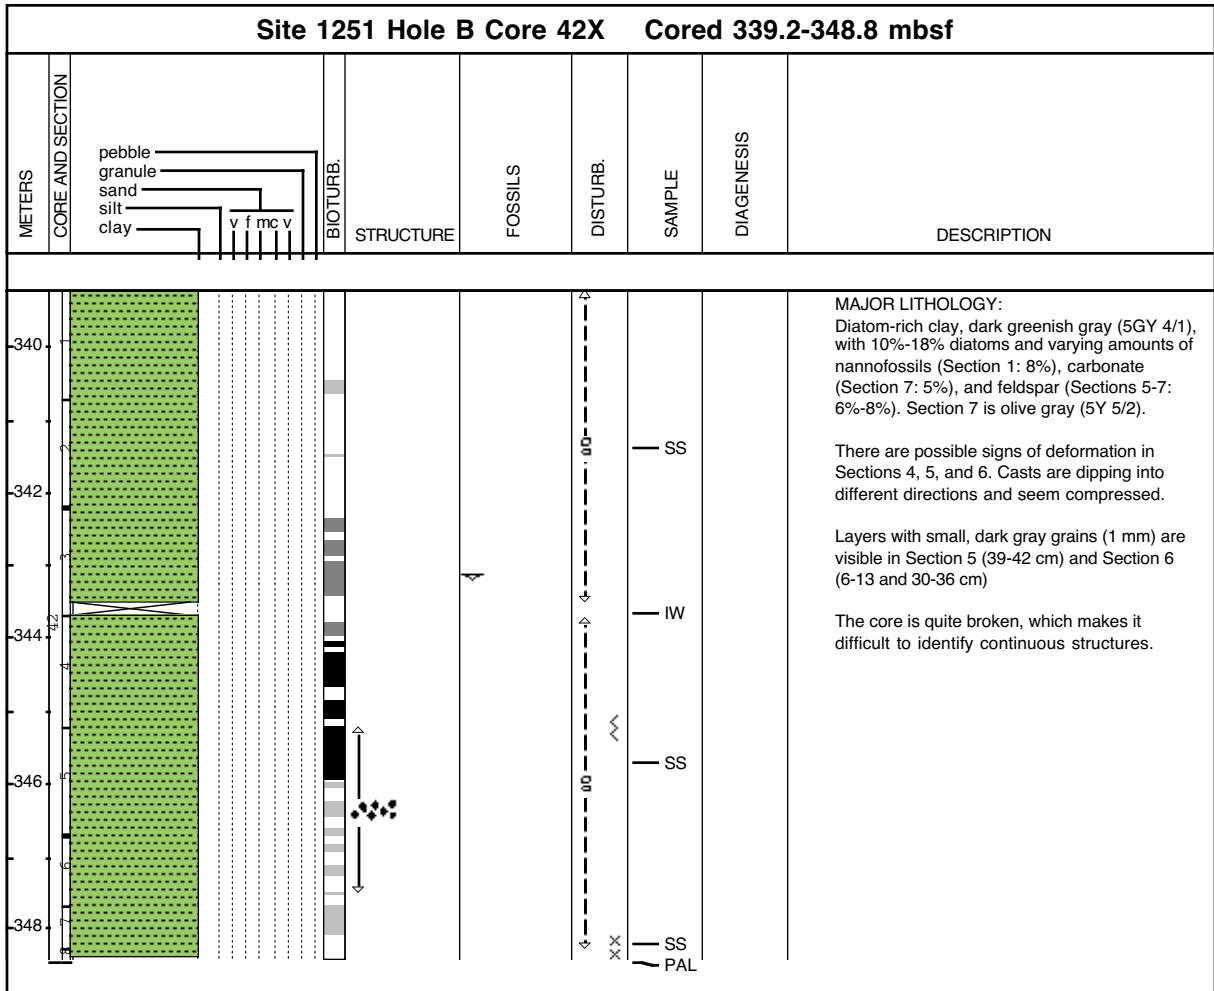 Site 1251 Hole B Core 42X Cored 339.2-348.8 mbsf
METERS
CORE AND SECTION
pebble
granule
sand
silt
clay
v f mc v
BIOTURB.
STRUCTURE
FOSSILS
DISTURB.
SAMPLE
DIAGENESIS
DESCRIPTION
340
342
344
346
348
42
1
2
3
4
5
6
7
8
SS
IW
SS
SS
PAL
MAJOR LITHOLOGY:
Diatom-rich clay, dark greenish gray (5GY 4/1),
with 10%-18% diatoms and varying amounts of
nannofossils (Section 1: 8%), carbonate
(Section 7: 5%), and feldspar (Sections 5-7:
6%-8%). Section 7 is olive gray (5Y 5/2).
There are possible signs of deformation in
Sections 4, 5, and 6. Casts are dipping into
different directions and seem compressed.
Layers with small, dark gray grains (1 mm) are
visible in Section 5 (39-42 cm) and Section 6
(6-13 and 30-36 cm)
The core is quite broken, which makes it
difficult to identify continuous structures.